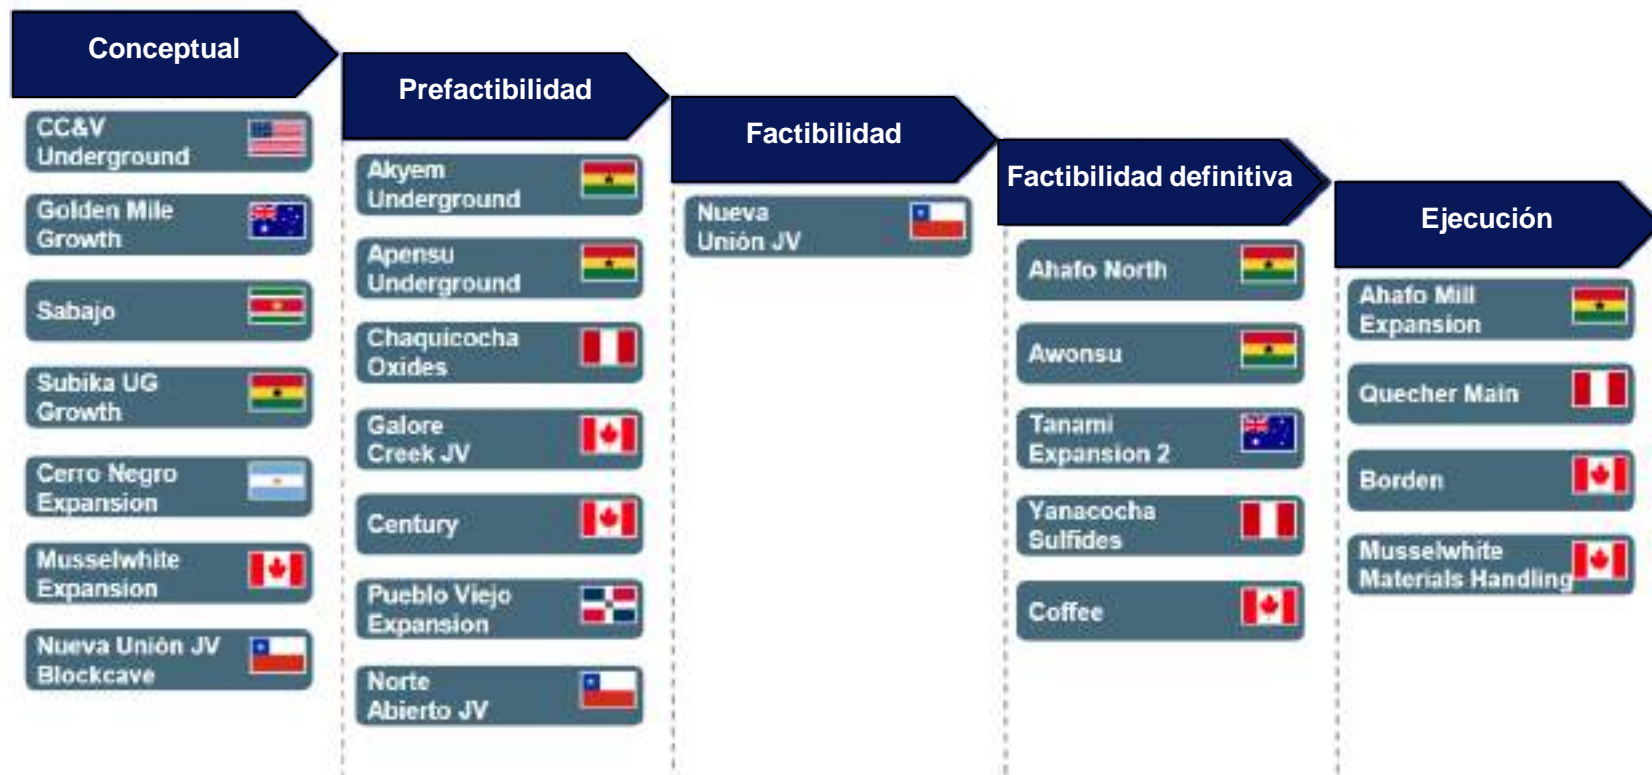 Conceptual
CC&V
Underground
Golden Mile
Growth
Sabajo
Subika UG
Growth
Cerro Negro
Expansion
Musselwhite
Expansion
Nueva Unión JV
Blockcave
Prefactibilidad
Akyem
Underground
Apensu
Underground
Chaquicocha
Oxides
Galore
Creek JV
Century
Pueblo Viejo
Expansion
Norte
Abierto JV
Factibilidad
Nueva
Unión JV
Factibilidad definitiva
Ahafo North
Awonsu
Tanami
Expansion 2
Yanacocha
Sulfides
Coffee
Ejecución
Ahafo Mill
Expansion
Quecher Main
Borden
Musselwhite
Materials Handling